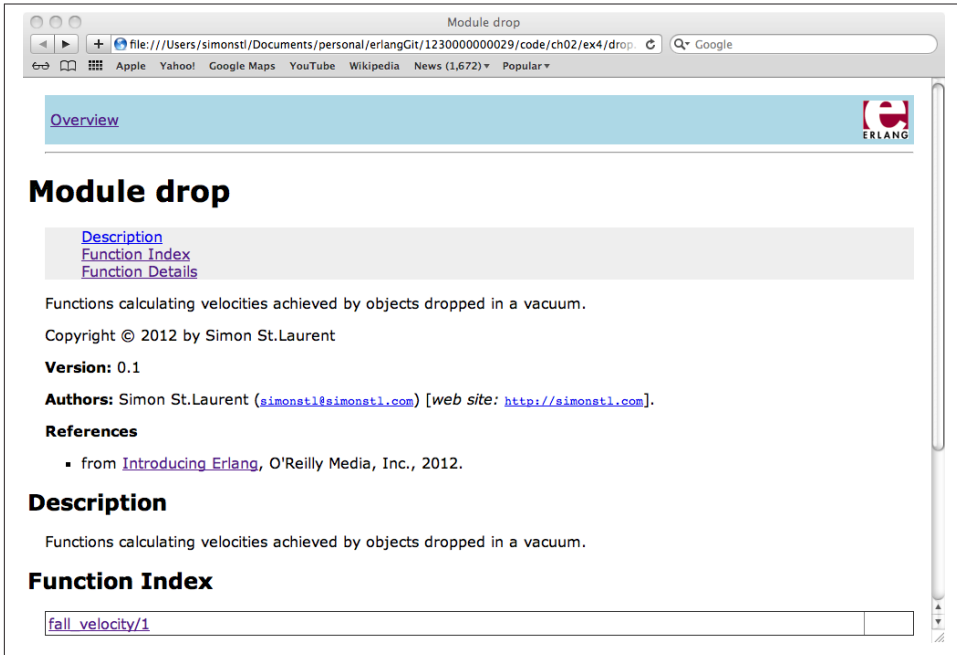 Module drop
file:///Users/simonstl/Documents/personal/erlangGit/1230000000029/code/ch02/ex4/drop.
Google
Apple Yahoo! Google Maps YouTube Wikipedia News (1,672) Popular
Overview
e
ERLANG
Module drop
Description
Function Index
Function Details
Functions calculating velocities achieved by objects dropped in a vacuum.
Copyright © 2012 by Simon St.Laurent
Version: 0.1
Authors: Simon St.Laurent (simonstl@simonstl.com) [web site: http://simonstl.com].
References
▪ from Introducing Erlang, O'Reilly Media, Inc., 2012.
Description
Functions calculating velocities achieved by objects dropped in a vacuum.
Function Index
fall_velocity/1